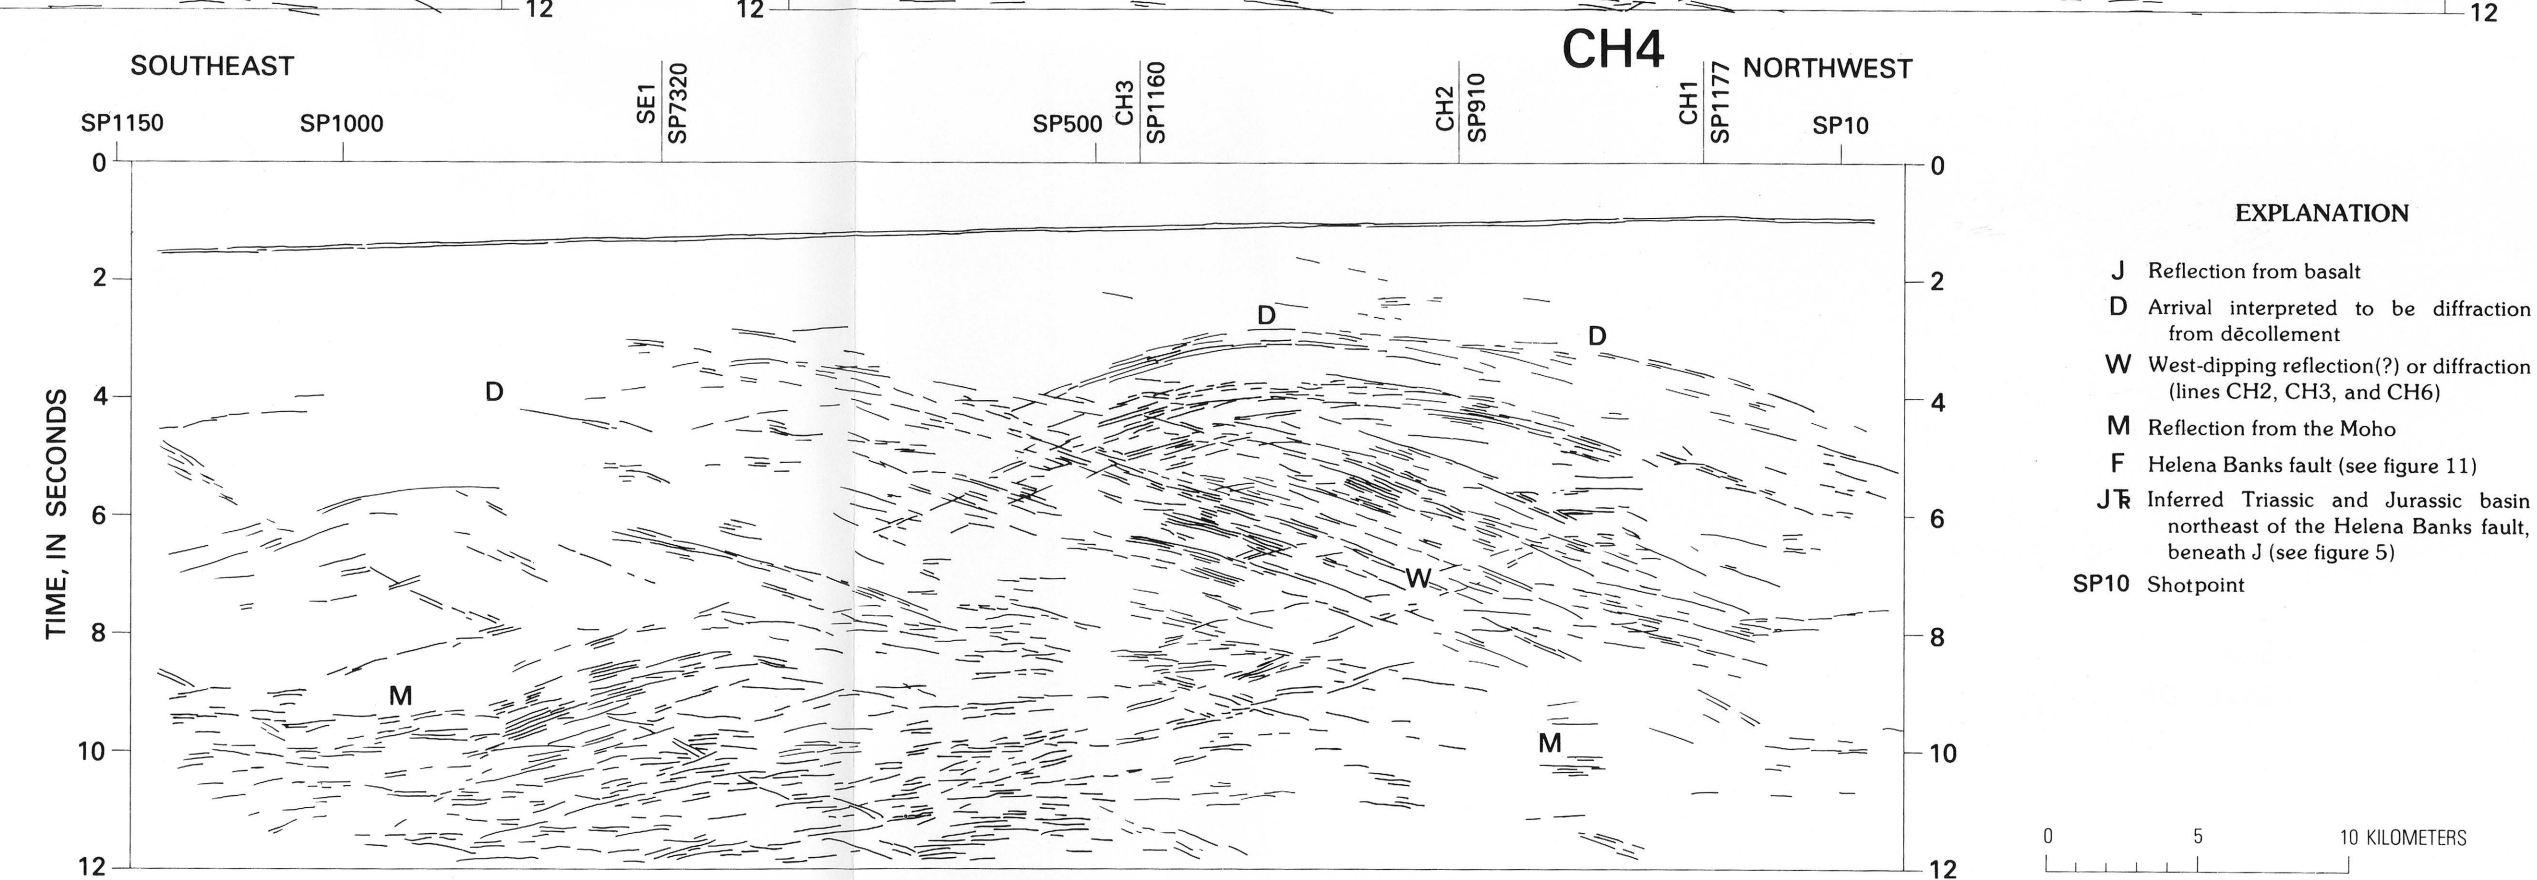 12
12
12
CH4
SOUTHEAST
NORTHWEST
SP1150
SP1000
SE1
SP7320
SP500
CH3
SP1160
CH2
SP910
CH1
SP1177
SP10
TIME, IN SECONDS
0
0
2
2
4
4
6
6
8
8
10
10
12
12
D
D
D
W
M
M
EXPLANATION
J Reflection from basalt
D Arrival interpreted to be diffraction
from dēcollement
W West-dipping reflection(?) or diffraction
(lines CH2, CH3, and CH6)
M Reflection from the Moho
F Helena Banks fault (see figure 11)
JTR Inferred Triassic and Jurassic basin
northeast of the Helena Banks fault,
beneath J (see figure 5)
SP10 Shotpoint
0 5 10 KILOMETERS